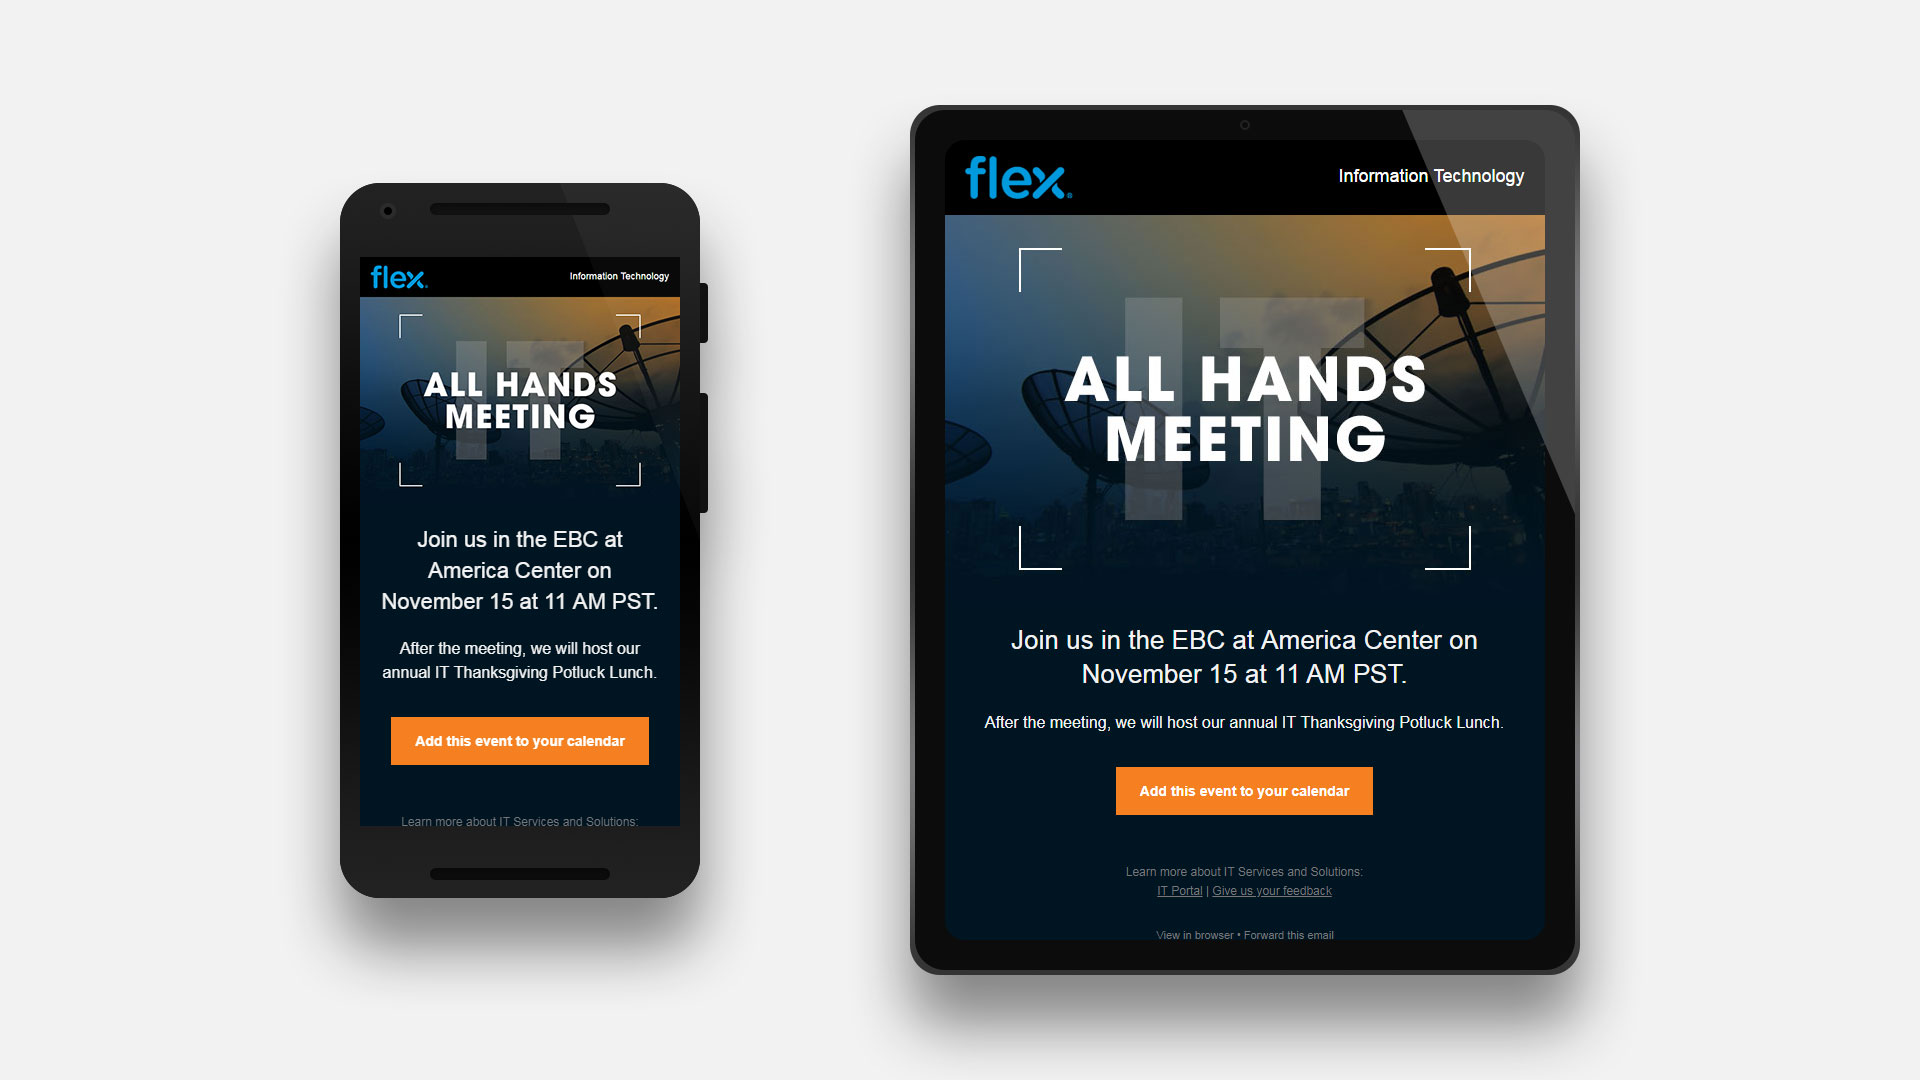 flex
Information Technology
IT
ALL HANDS
MEETING
Join us in the EBC at
America Center on
November 15 at 11 AM PST.
After the meeting, we will host our
annual IT Thanksgiving Potluck Lunch.
Add this event to your calendar
Learn more about IT Services and Solutions:
flex®
Information Technology
IT
ALL HANDS
MEETING
Join us in the EBC at America Center on
November 15 at 11 AM PST.
After the meeting, we will host our annual IT Thanksgiving Potluck Lunch.
Add this event to your calendar
Learn more about IT Services and Solutions:
IT Portal | Give us your feedback
View in browser • Forward this email